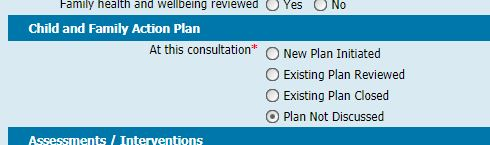 Family health and wellbeing reviewed Yes No
Child and Family Action Plan
At this consultation* New Plan Initiated
Existing Plan Reviewed
Existing Plan Closed
Plan Not Discussed
Assessments / Interventions